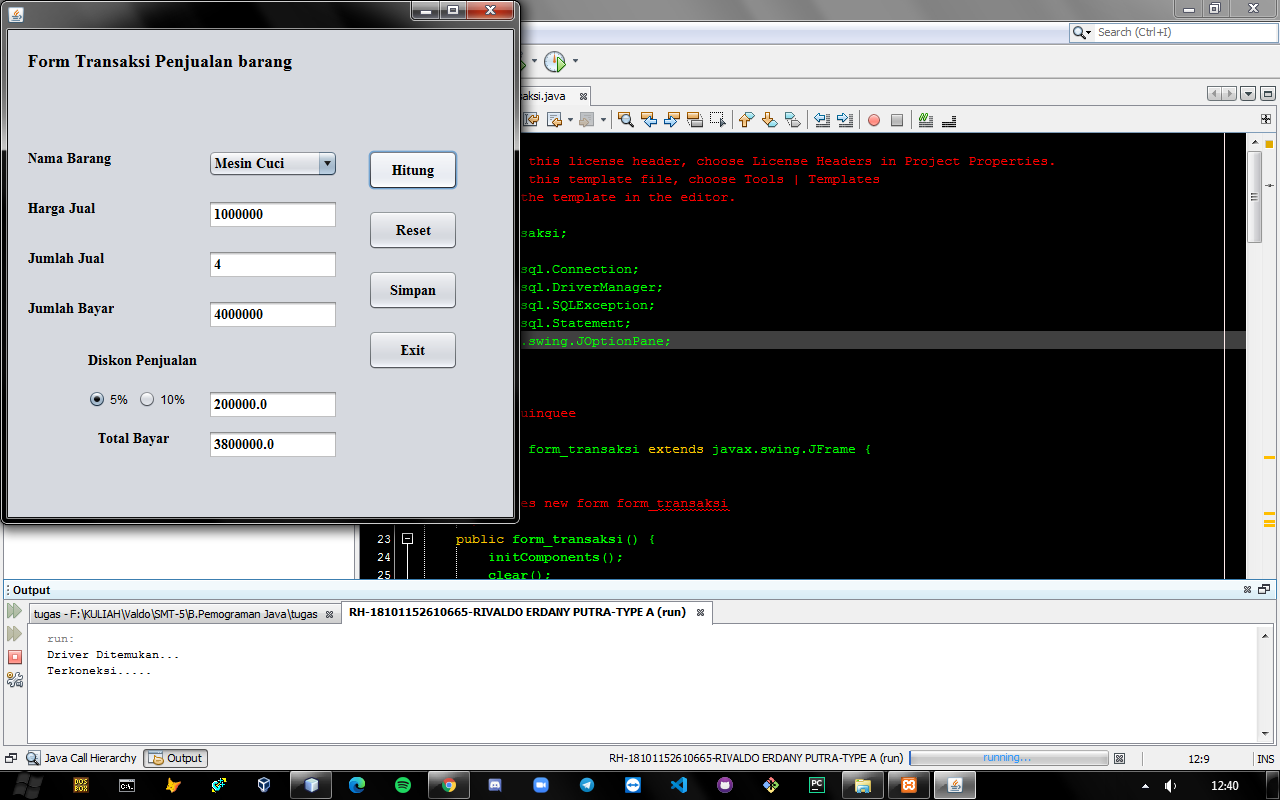 Form Transaksi Penjualan barang
Nama Barang
Mesin Cuci
Hitung
Harga Jual
1000000
Reset
Jumlah Jual
4
Simpan
Jumlah Bayar
4000000
Exit
Diskon Penjualan
5%
10%
200000.0
Total Bayar
3800000.0
Search (Ctrl+I)
saksi.java
this license header, choose License Headers in Project Properties.
this template file, choose Tools | Templates
the template in the editor.
saksi;
sql.Connection;
sql.DriverManager;
sql.SQLException;
sql.Statement;
.swing.JOptionPane;
uinquee
form_transaksi extends javax.swing.JFrame {
es new form form_transaksi
23 public form_transaksi() {
24 initComponents();
25 clear();
Output
tugas - F:\KULIAH\Valdo\SMT-5\B.Pemograman Java\tugas
RH-18101152610665-RIVALDO ERDANY PUTRA-TYPE A (run)
run:
Driver Ditemukan...
Terkoneksi.....
Java Call Hierarchy
Output
RH-18101152610665-RIVALDO ERDANY PUTRA-TYPE A (run)
running...
12:9
INS
DOS
BOX
C:\.
PC
12:40